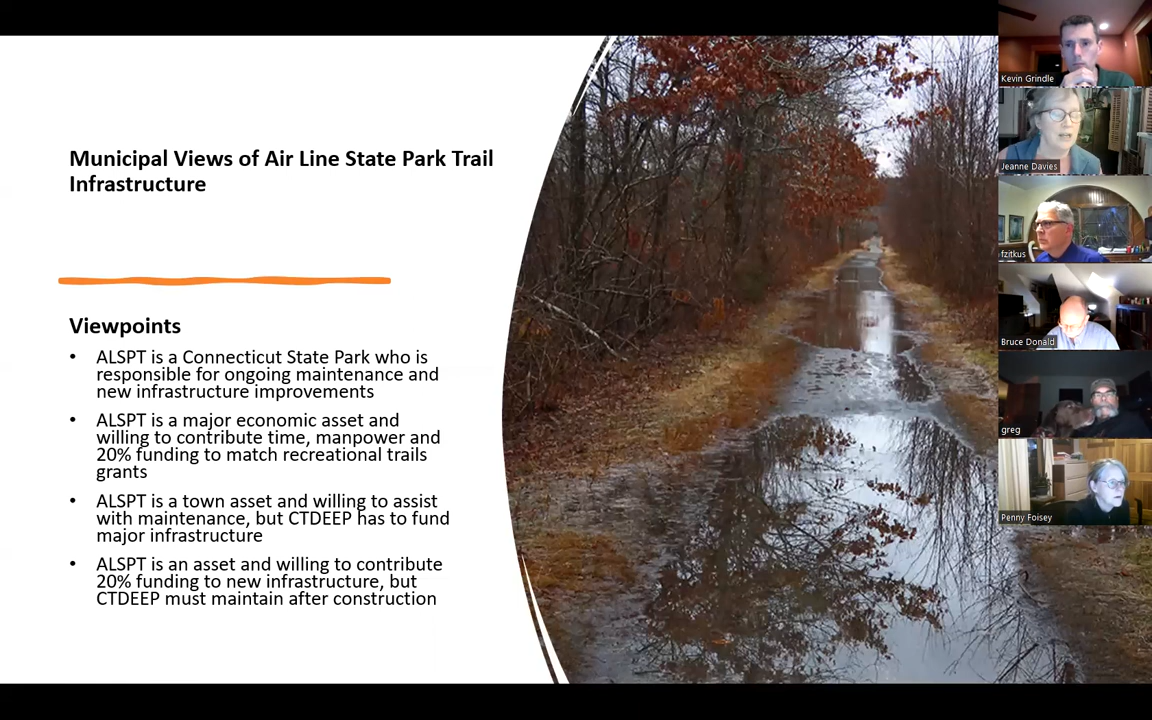 Municipal Views of Air Line State Park Trail
Infrastructure
Viewpoints
• ALSPT is a Connecticut State Park who is
responsible for ongoing maintenance and
new infrastructure improvements
• ALSPT is a major economic asset and
willing to contribute time, manpower and
20% funding to match recreational trails
grants
• ALSPT is a town asset and willing to assist
with maintenance, but CTDEEP has to fund
major infrastructure
• ALSPT is an asset and willing to contribute
20% funding to new infrastructure, but
CTDEEP must maintain after construction
Kevin Grindle
Jeanne Davies
fzitkus
Bruce Donald
greg
Penny Foisey